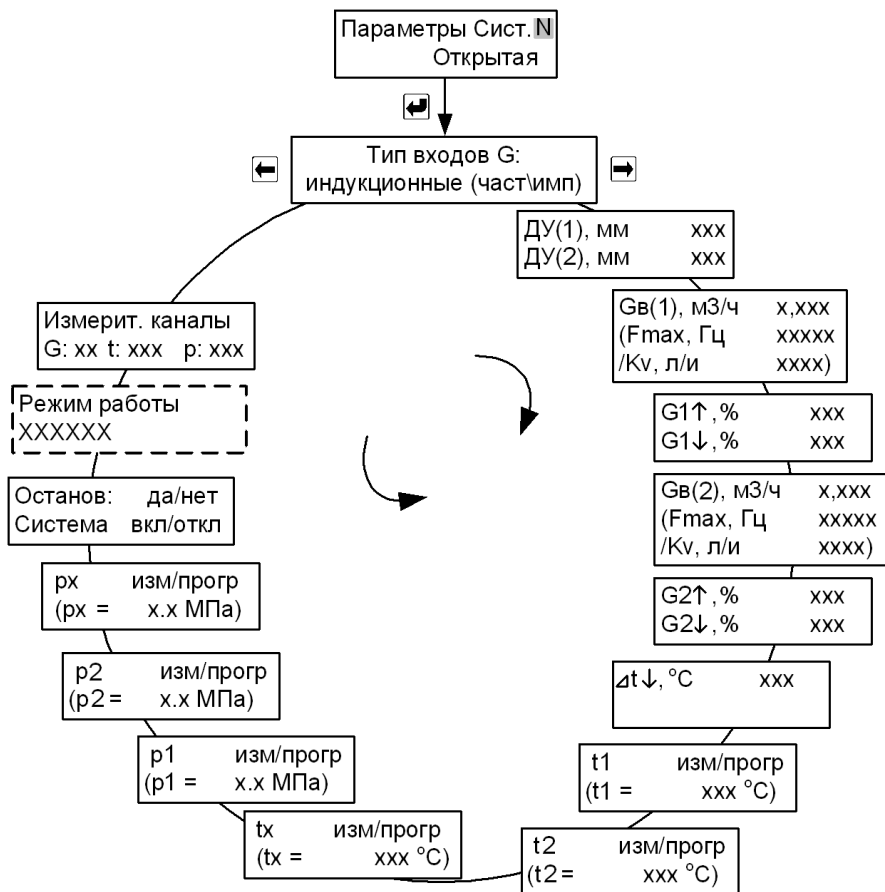 Параметры Сист. N
Открытая
Тип входов G:
индукционные (част\имп)
ДУ(1), мм xxx
ДУ(2), мм xxx
Gв(1), м3/ч x,xxx
(Fmax, Гц xxxxx
/Kv, л/и xxxx)
G1↑,% xxx
G1↓,% xxx
Gв(2), м3/ч x,xxx
(Fmax, Гц xxxxx
/Kv, л/и xxxx)
G2↑,% xxx
G2↓,% xxx
⊿t↓, °C xxx
t1 изм/прогр
(t1 = xxx °C)
t2 изм/прогр
(t2= xxx °C)
tx изм/прогр
(tx = xxx °C)
p1 изм/прогр
(p1 = x.x МПа)
p2 изм/прогр
(p2= x.x МПа)
px изм/прогр
(px = x.x МПа)
Останов: да/нет
Система вкл/откл
Режим работы
XXXXXX
Измерит. каналы
G: xx t: xxx p: xxx